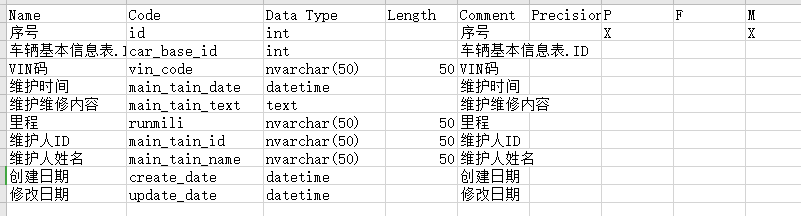 Name Code Data Type Length Comment Precision P F M
序号 id int 序号 X X
车辆基本信息表.I car_base_id int 车辆基本信息表.ID
VIN码 vin_code nvarchar(50) 50 VIN码
维护时间 main_tain_date datetime 维护时间
维护维修内容 main_tain_text text 维护维修内容
里程 runmili nvarchar(50) 50 里程
维护人ID main_tain_id nvarchar(50) 50 维护人ID
维护人姓名 main_tain_name nvarchar(50) 50 维护人姓名
创建日期 create_date datetime 创建日期
修改日期 update_date datetime 修改日期